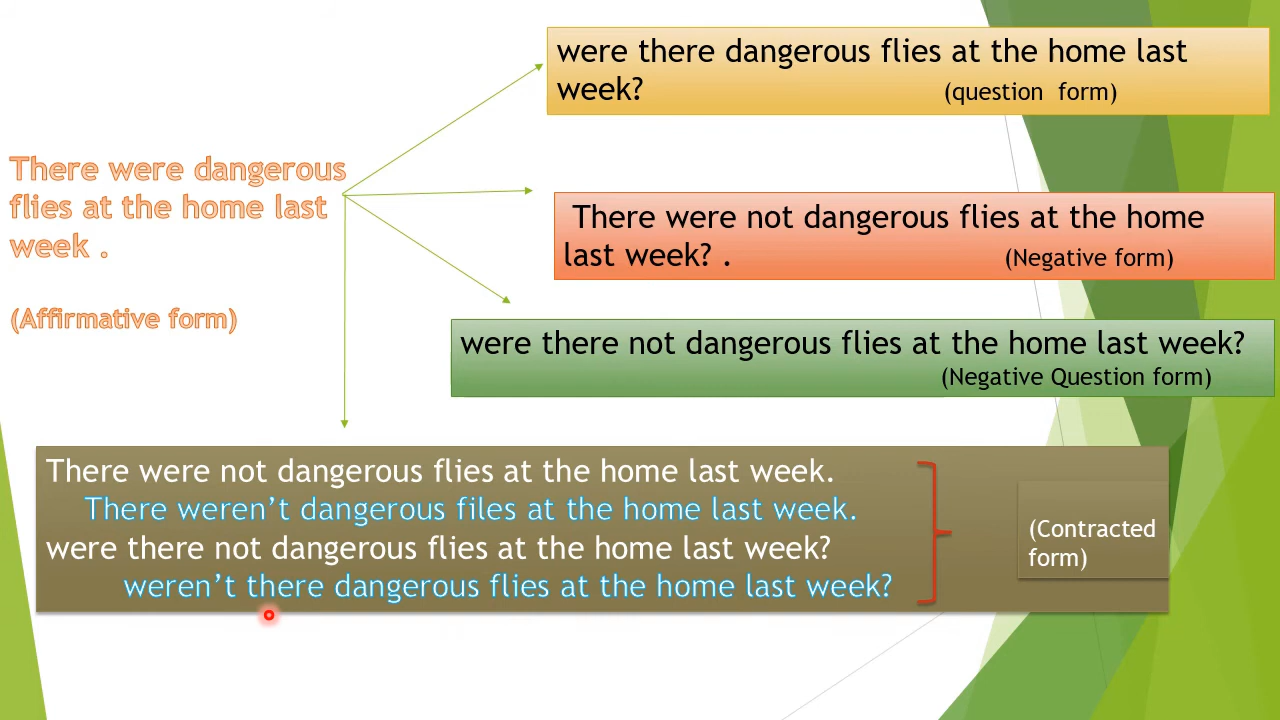 There were dangerous
flies at the home last
week .
(Affirmative form)
were there dangerous flies at the home last
week? (question form)
There were not dangerous flies at the home
last week? . (Negative form)
were there not dangerous flies at the home last week?
(Negative Question form)
There were not dangerous flies at the home last week.
There weren’t dangerous files at the home last week.
were there not dangerous flies at the home last week?
weren’t there dangerous flies at the home last week?
(Contracted
form)